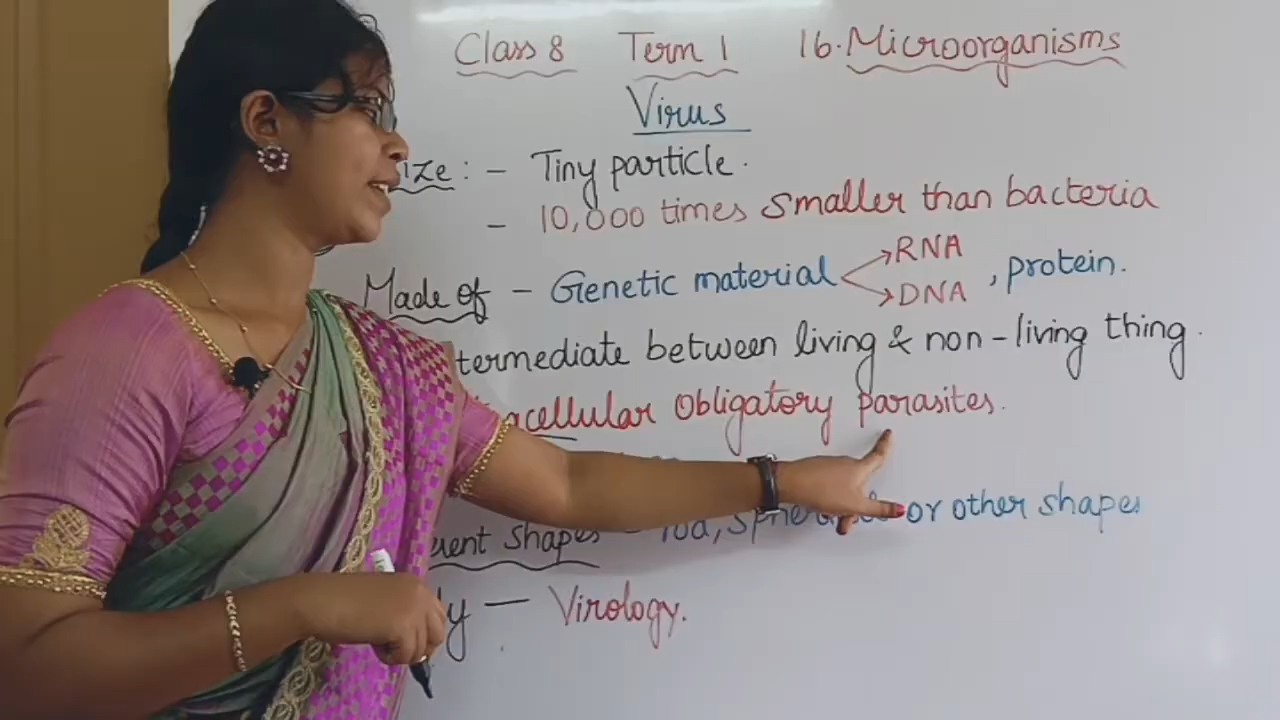 Class 8 Term 1 16. Microorganisms
Virus
ize : - Tiny particle.
- 10,000 times smaller than bacteria
Made of - Genetic material RNA
DNA , protein.
termediate between living & non-living thing.
acellular Obligatory parasites.
rent shapes - rod, or other shapes
dy - Virology.